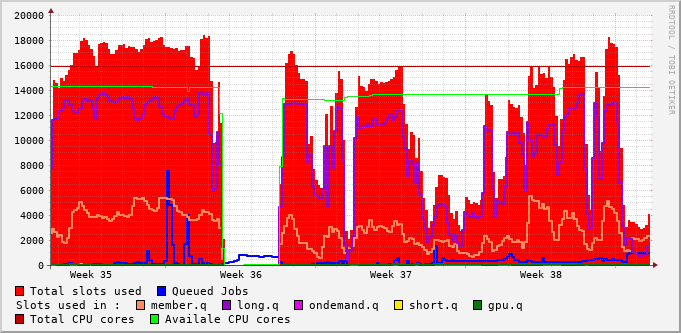 20000
18000
16000
14000
12000
10000
8000
6000
4000
2000
0
Week 35 Week 36 Week 37 Week 38
RRDTOOL / TOBI OETIKER
Total slots used Queued Jobs
Slots used in : member.q long.q ondemand.q short.q gpu.q
Total CPU cores Availale CPU cores